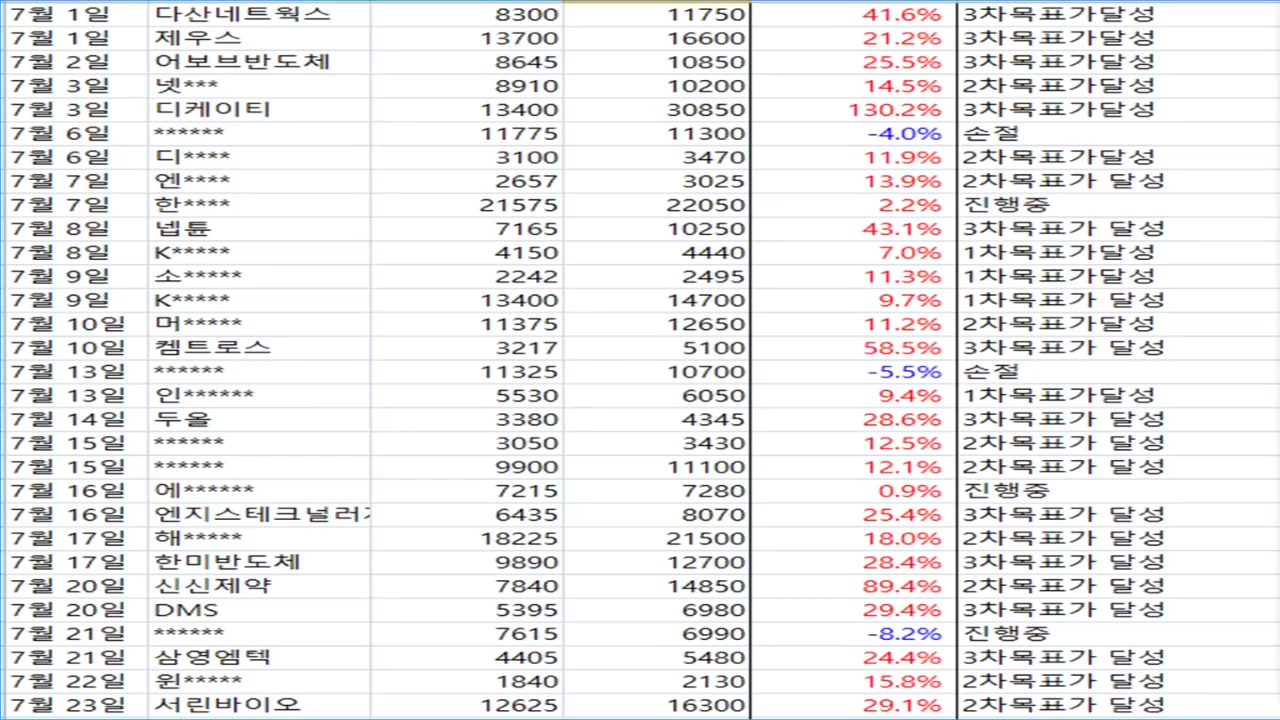 7월 1일 다산네트웍스 8300 11750 41.6% 3차목표가달성
7월 1일 제우스 13700 16600 21.2% 3차목표가달성
7월 2일 어보브반도체 8645 10850 25.5% 3차목표가달성
7월 3일 넷*** 8910 10200 14.5% 2차목표가달성
7월 3일 디케이티 13400 30850 130.2% 3차목표가달성
7월 6일 ****** 11775 11300 -4.0% 손절
7월 6일 디**** 3100 3470 11.9% 2차목표가달성
7월 7일 엔**** 2657 3025 13.9% 2차목표가 달성
7월 7일 한**** 21575 22050 2.2% 진행중
7월 8일 넵튠 7165 10250 43.1% 3차목표가 달성
7월 8일 K***** 4150 4440 7.0% 1차목표가달성
7월 9일 소***** 2242 2495 11.3% 1차목표가달성
7월 9일 K***** 13400 14700 9.7% 1차목표가 달성
7월 10일 머***** 11375 12650 11.2% 2차목표가달성
7월 10일 켐트로스 3217 5100 58.5% 3차목표가 달성
7월 13일 ****** 11325 10700 -5.5% 손절
7월 13일 인****** 5530 6050 9.4% 1차목표가달성
7월 14일 두올 3380 4345 28.6% 3차목표가 달성
7월 15일 ****** 3050 3430 12.5% 2차목표가 달성
7월 15일 ****** 9900 11100 12.1% 2차목표가 달성
7월 16일 에****** 7215 7280 0.9% 진행중
7월 16일 엔지스테크널러 6435 8070 25.4% 3차목표가 달성
7월 17일 해***** 18225 21500 18.0% 2차목표가 달성
7월 17일 한미반도체 9890 12700 28.4% 3차목표가 달성
7월 20일 신신제약 7840 14850 89.4% 2차목표가 달성
7월 20일 DMS 5395 6980 29.4% 3차목표가 달성
7월 21일 ****** 7615 6990 -8.2% 진행중
7월 21일 삼영엠텍 4405 5480 24.4% 3차목표가 달성
7월 22일 윈***** 1840 2130 15.8% 2차목표가 달성
7월 23일 서린바이오 12625 16300 29.1% 2차목표가 달성